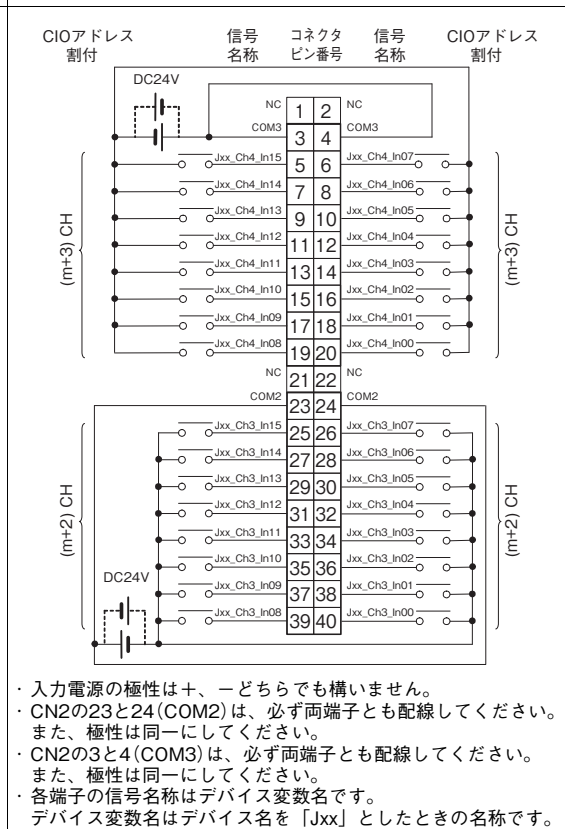 CIOアドレス 信号 コネクタ 信号 CIOアドレス
割付 名称 ピン番号 名称 割付
DC24V
NC 1 2 NC
COM3 3 4 COM3
Jxx_Ch4_In15 5 6 Jxx_Ch4_In07
Jxx_Ch4_In14 7 8 Jxx_Ch4_In06
Jxx_Ch4_In13 9 10 Jxx_Ch4_In05
Jxx_Ch4_In12 11 12 Jxx_Ch4_In04
Jxx_Ch4_In11 13 14 Jxx_Ch4_In03
Jxx_Ch4_In10 15 16 Jxx_Ch4_In02
Jxx_Ch4_In09 17 18 Jxx_Ch4_In01
Jxx_Ch4_In08 19 20 Jxx_Ch4_In00
(m+3) CH
(m+3) CH
NC 21 22 NC
COM2 23 24 COM2
Jxx_Ch3_In15 25 26 Jxx_Ch3_In07
Jxx_Ch3_In14 27 28 Jxx_Ch3_In06
Jxx_Ch3_In13 29 30 Jxx_Ch3_In05
Jxx_Ch3_In12 31 32 Jxx_Ch3_In04
Jxx_Ch3_In11 33 34 Jxx_Ch3_In03
Jxx_Ch3_In10 35 36 Jxx_Ch3_In02
Jxx_Ch3_In09 37 38 Jxx_Ch3_In01
Jxx_Ch3_In08 39 40 Jxx_Ch3_In00
(m+2) CH
(m+2) CH
DC24V
・入力電源の極性は＋、－どちらでも構いません。
・CN2の23と24(COM2)は、必ず両端子とも配線してください。
また、極性は同一にしてください。
・CN2の3と4(COM3)は、必ず両端子とも配線してください。
また、極性は同一にしてください。
・各端子の信号名称はデバイス変数名です。
デバイス変数名はデバイス名を「Jxx」としたときの名称です。